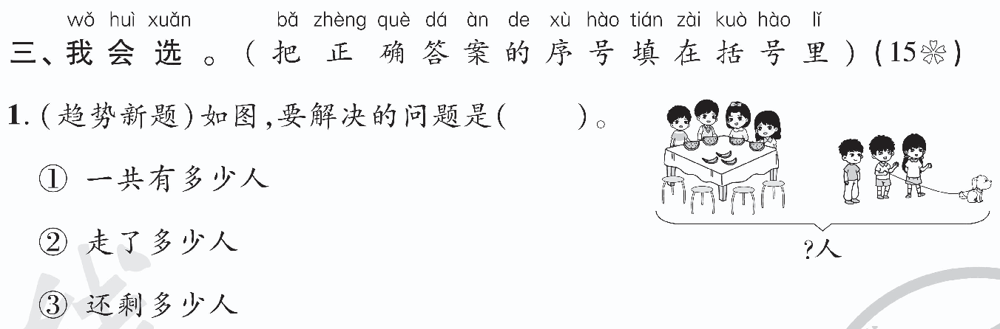 wǒ huì xuǎn bǎ zhèng què dá àn de xù hào tián zài kuò hào lǐ
三、我会选。(把正确答案的序号填在括号里)(15)
1.(趋势新题)如图,要解决的问题是(  )。
① 一共有多少人
② 走了多少人
③ 还剩多少人
?人